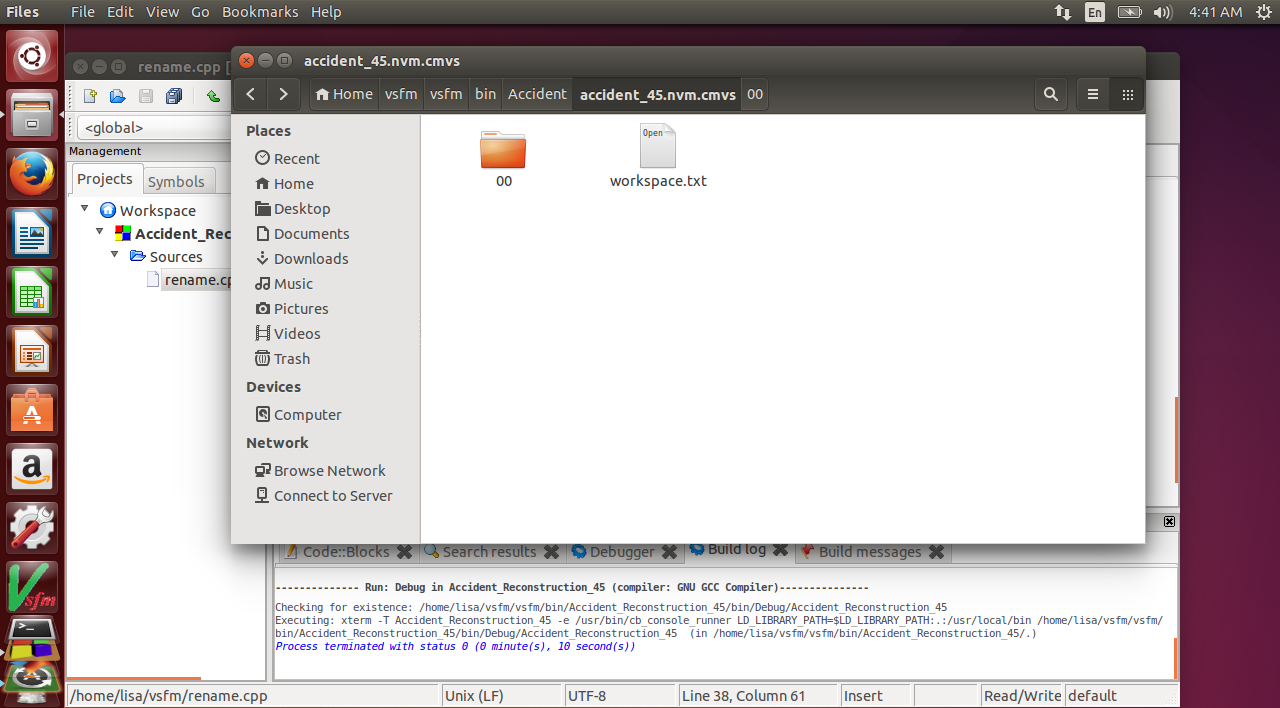 Files File Edit View Go Bookmarks Help En 4:41 AM
rename.cpp [
accident_45.nvm.cmvs
Home vsfm vsfm bin Accident accident_45.nvm.cmvs 00
<global>
Management
Projects Symbols
Workspace
Accident_Rec
Sources
rename.cp
Places
Recent
Home
Desktop
Documents
Downloads
Music
Pictures
Videos
Trash
Devices
Computer
Network
Browse Network
Connect to Server
Open
00 workspace.txt
a
Vsfm
Code::Blocks Search results Debugger Build log Build messages
-------------- Run: Debug in Accident_Reconstruction_45 (compiler: GNU GCC Compiler)---------------
Checking for existence: /home/lisa/vsfm/vsfm/bin/Accident_Reconstruction_45/bin/Debug/Accident_Reconstruction_45
Executing: xterm -T Accident_Reconstruction_45 -e /usr/bin/cb_console_runner LD_LIBRARY_PATH=$LD_LIBRARY_PATH:.:/usr/local/bin /home/lisa/vsfm/vsfm/
bin/Accident_Reconstruction_45/bin/Debug/Accident_Reconstruction_45 (in /home/lisa/vsfm/vsfm/bin/Accident_Reconstruction_45/.)
Process terminated with status 0 (0 minute(s), 10 second(s))
/home/lisa/vsfm/rename.cpp Unix (LF) UTF-8 Line 38, Column 61 Insert Read/Write default